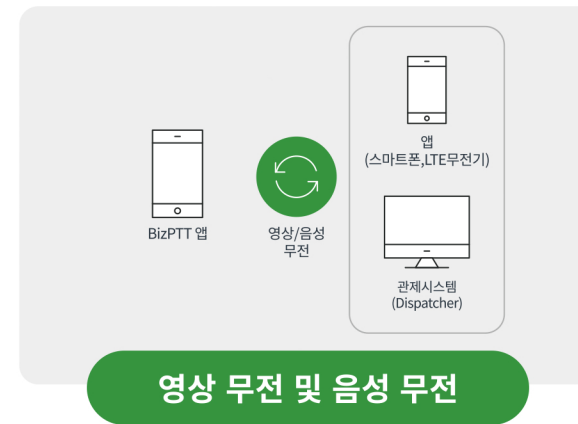 BizPTT 앱
영상/음성
무전
앱
(스마트폰,LTE무전기)
관제시스템
(Dispatcher)
영상 무전 및 음성 무전